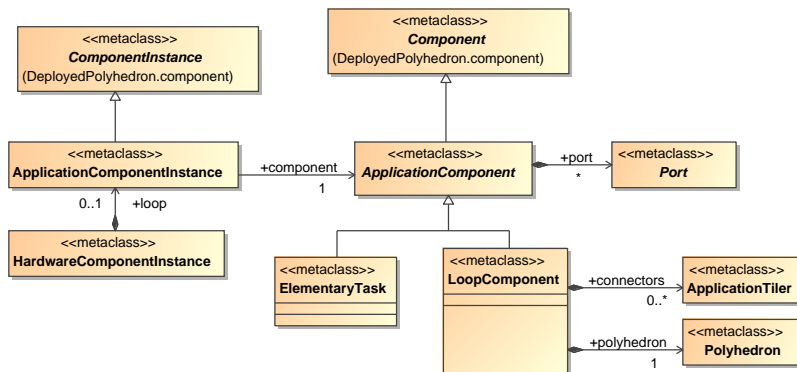 <<metaclass>>
ComponentInstance
(DeployedPolyhedron.component)
<<metaclass>>
Component
(DeployedPolyhedron.component)
<<metaclass>>
ApplicationComponentInstance
+component
1
<<metaclass>>
ApplicationComponent
+port
*
<<metaclass>>
Port
0..1
+loop
<<metaclass>>
HardwareComponentInstance
<<metaclass>>
ElementaryTask
<<metaclass>>
LoopComponent
+connectors
0..*
<<metaclass>>
ApplicationTiler
+polyhedron
1
<<metaclass>>
Polyhedron